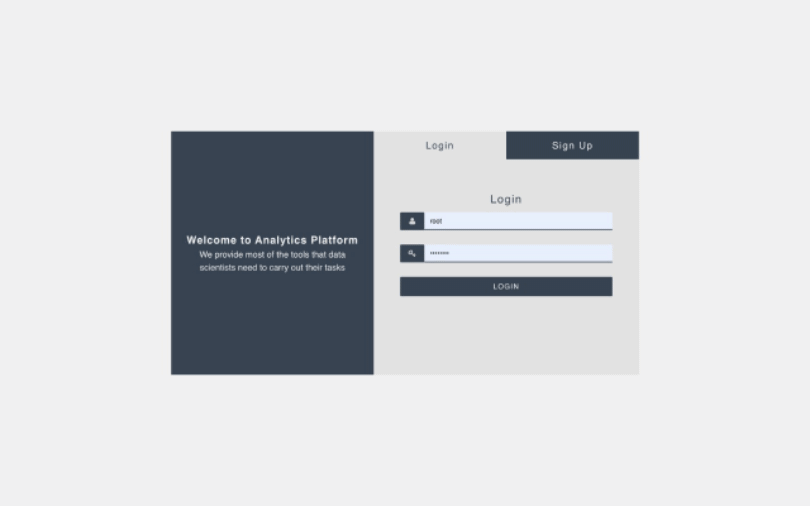 Login
Sign Up
Welcome to Analytics Platform
We provide most of the tools that data
scientists need to carry out their tasks
Login
root
LOGIN